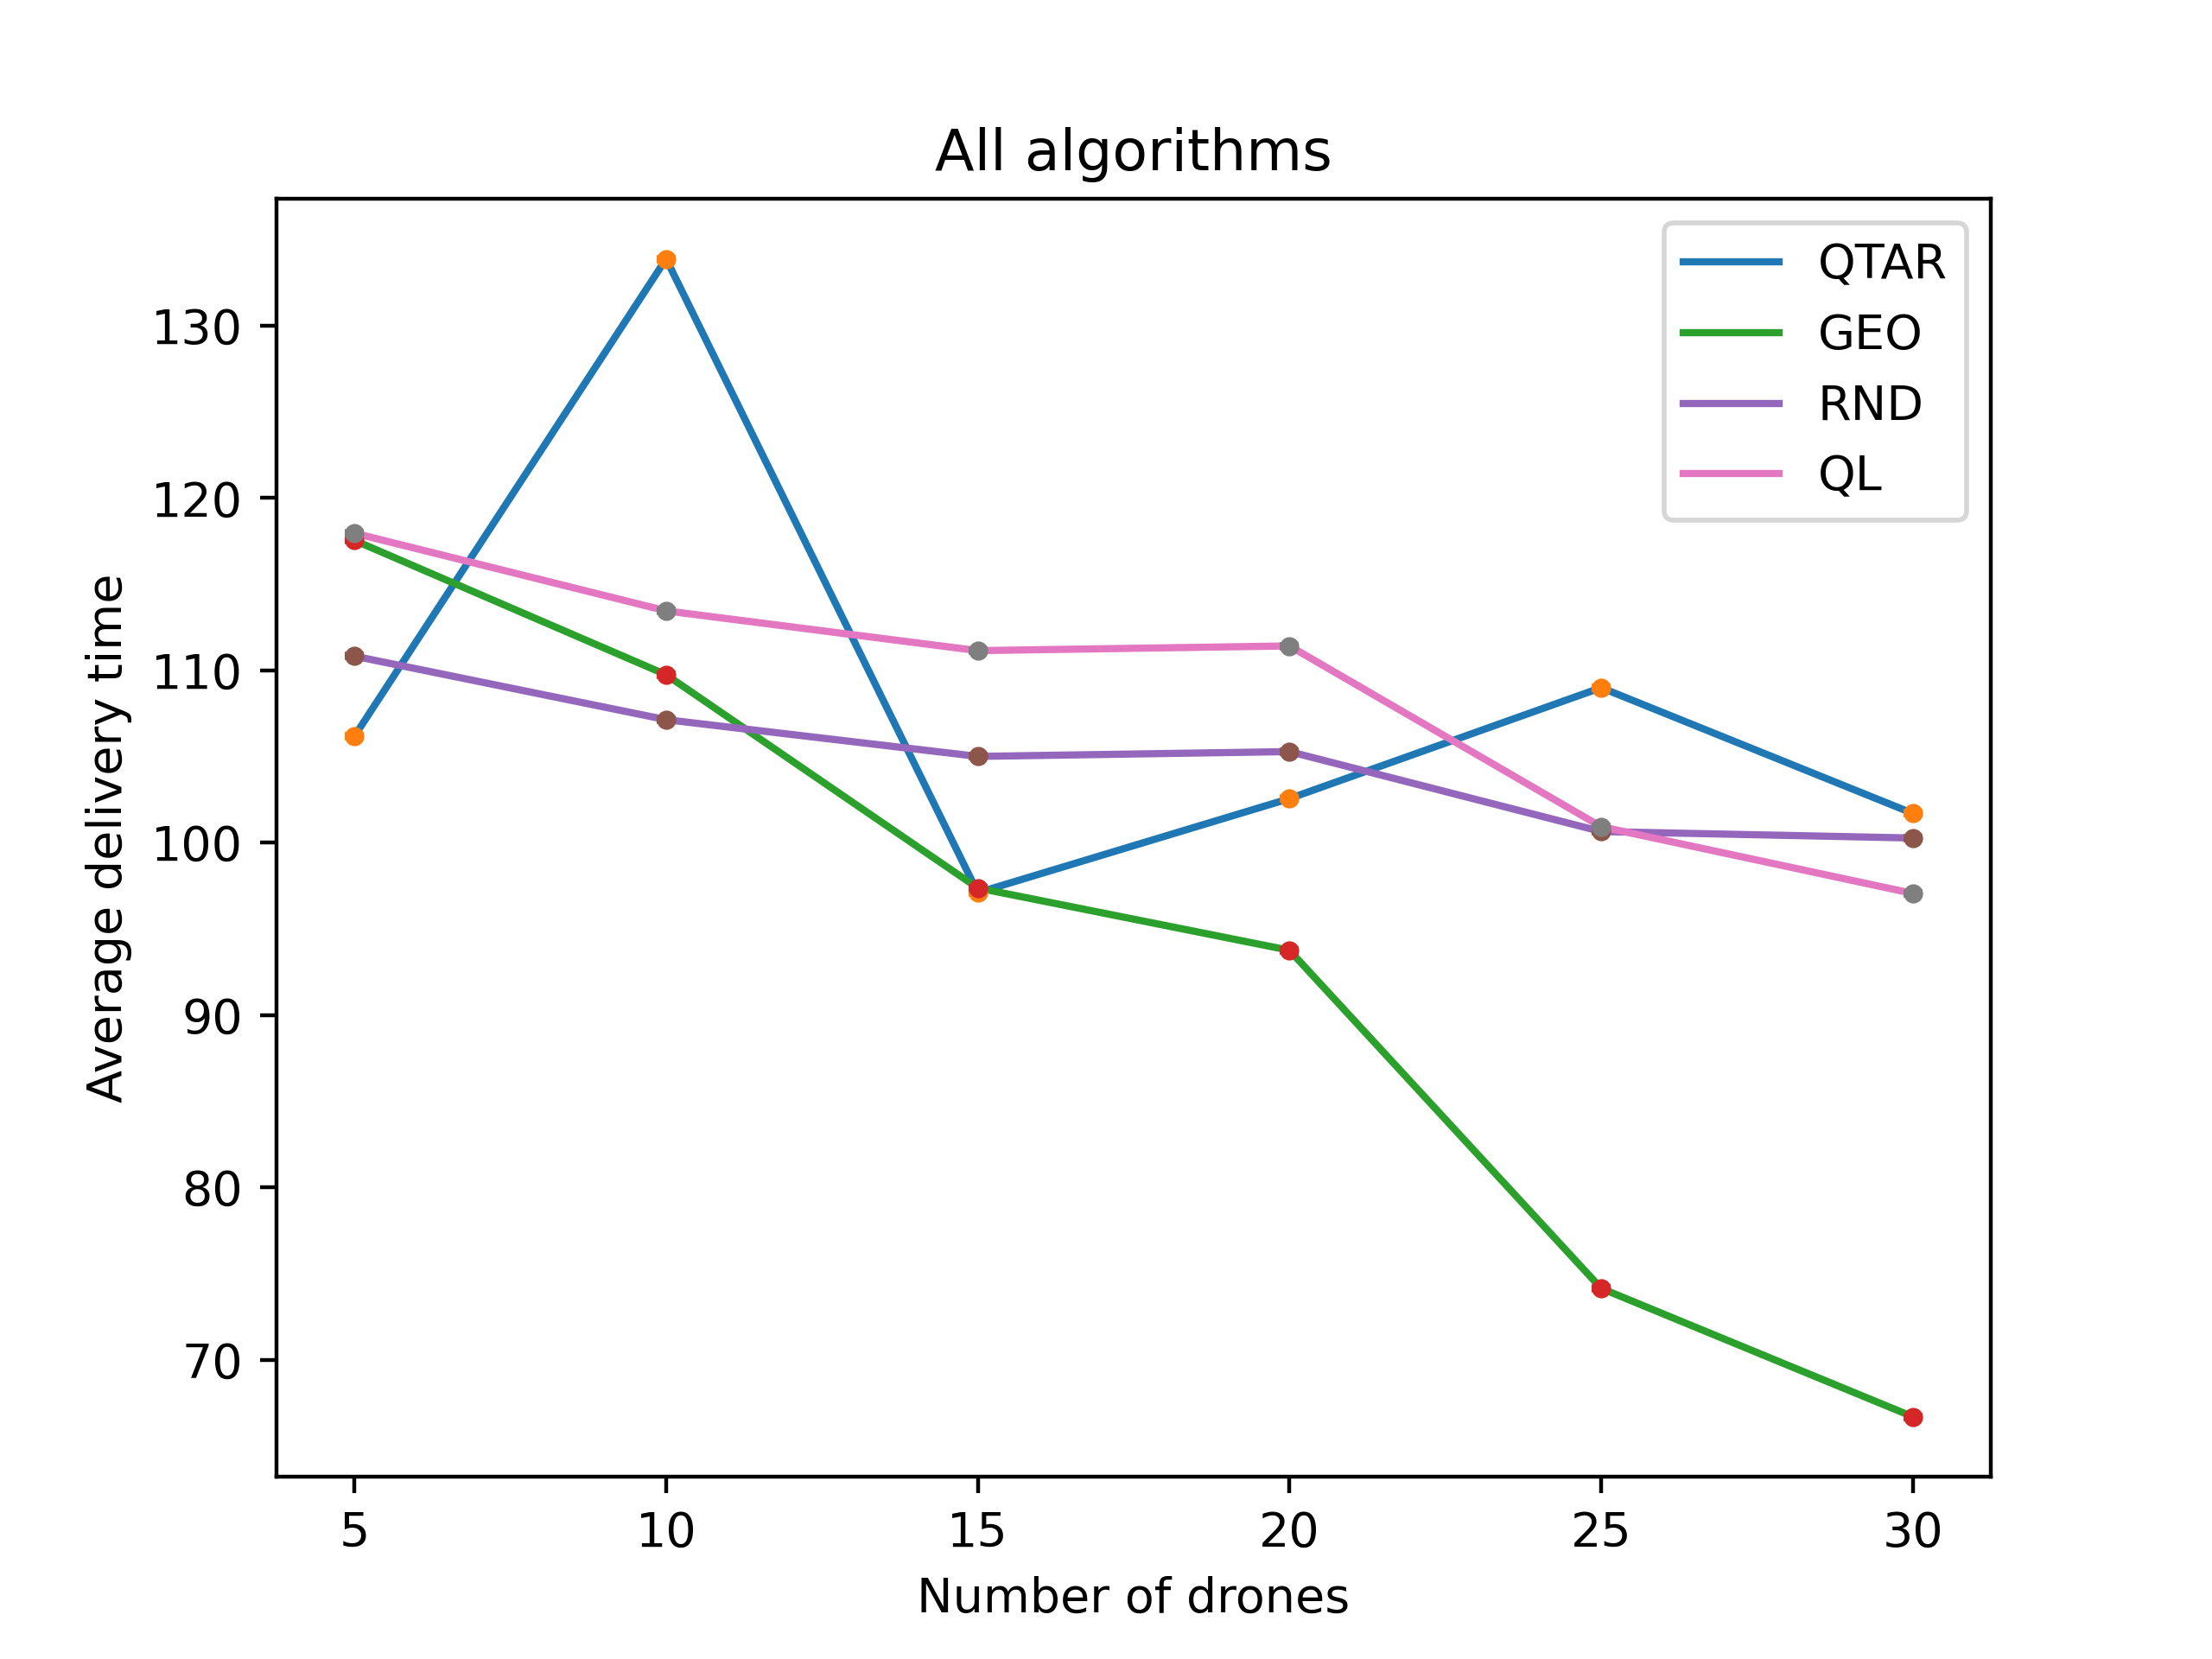 All algorithms
QTAR
GEO
RND
QL
Average delivery time
130
120
110
100
90
80
70
5 10 15 20 25 30
Number of drones